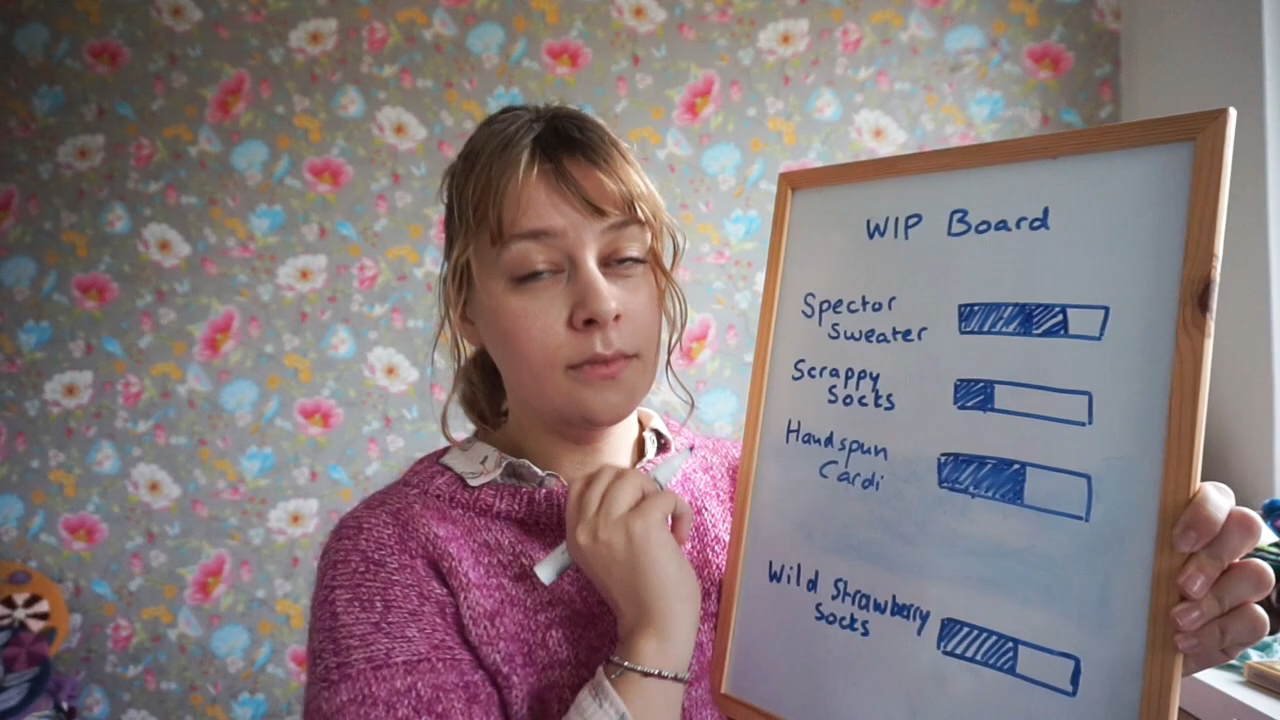 WIP Board
Spector
Sweater
Scrappy
Socks
Handspun
Cardi
Wild Strawberry
Socks